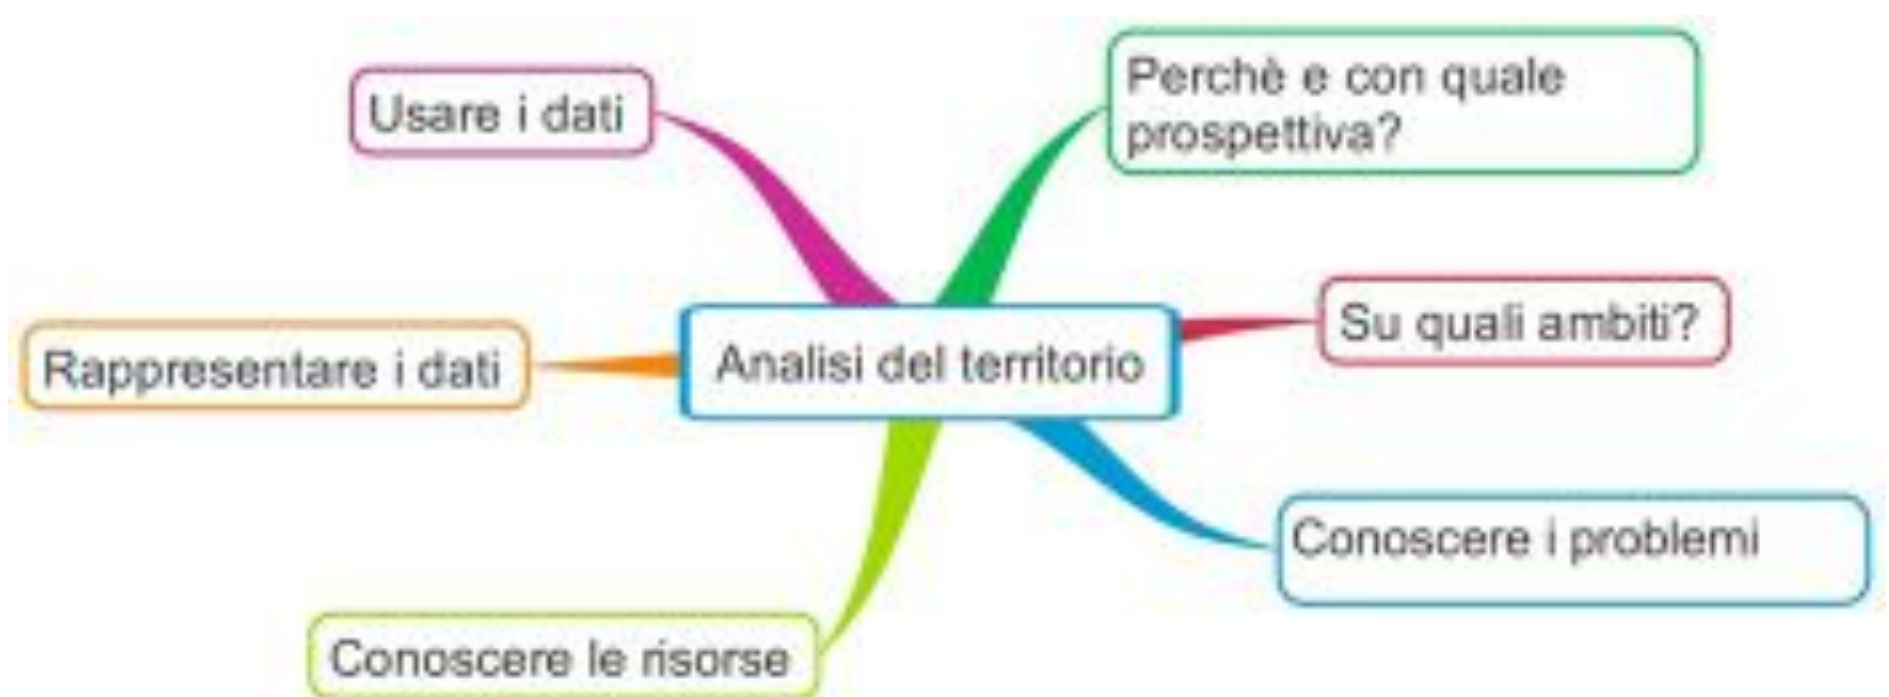 Usare i dati
Perchè e con quale
prospettiva?
Su quali ambiti?
Rappresentare i dati
Analisi del territorio
Conoscere i problemi
Conoscere le risorse